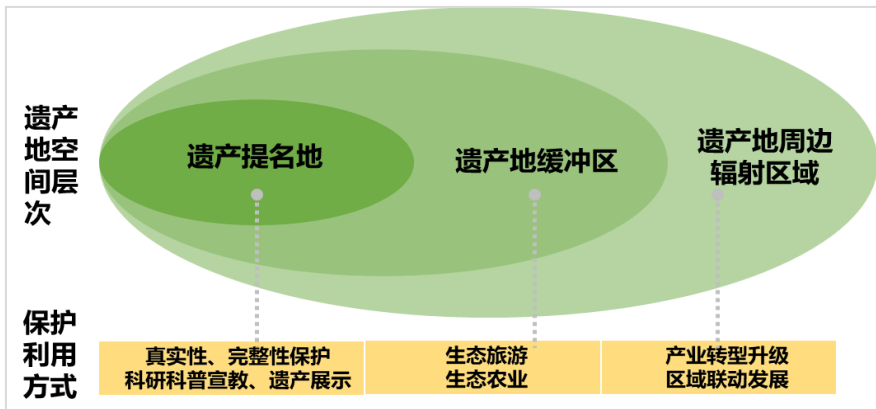 遗产
地空
间层
次
遗产提名地
遗产地缓冲区
遗产地周边
辐射区域
保护
利用
方式
真实性、完整性保护
科研科普宣教、遗产展示
生态旅游
生态农业
产业转型升级
区域联动发展